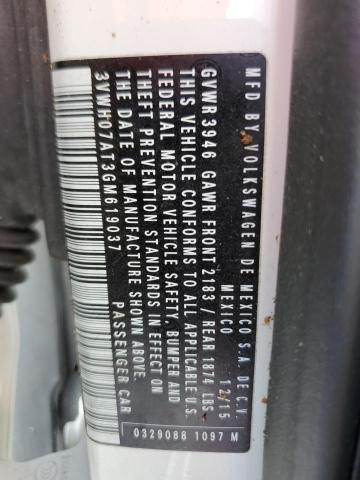 MFD BY VOLKSWAGEN DE MEXICO S.A. DE C.V.
MEXICO 12/15
GVWR 3946 GAWR FRONT 2183 / REAR 1874 LBS
THIS VEHICLE CONFORMS TO ALL APPLICABLE U.S.
FEDERAL MOTOR VEHICLE SAFETY, BUMPER AND
THEFT PREVENTION STANDARDS IN EFFECT ON
THE DATE OF MANUFACTURE SHOWN ABOVE.
3VWH07AT3GM619037 PASSENGER CAR
0329088 1097 M